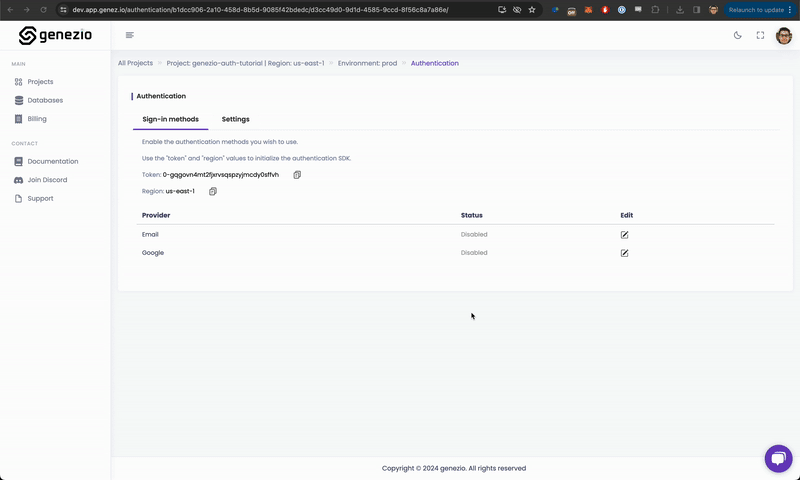 dev.app.genez.io/authentication/b1dcc906-2a10-458d-8b5d-9085f42bdedc/d3cc49d0-9d1d-4585-9ccd-8f56c8a7a86e/
Relaunch to update
genezio
MAIN
Projects
Databases
Billing
CONTACT
Documentation
Join Discord
Support
All Projects
Project: genezio-auth-tutorial | Region: us-east-1
Environment: prod
Authentication
Authentication
Sign-in methods
Settings
Enable the authentication methods you wish to use.
Use the "token" and "region" values to initialize the authentication SDK.
Token: 0-gqgovn4mt2fjxrvsqspzyjmcdy0sffvh
Region: us-east-1
Provider Status Edit
Email Disabled
Google Disabled
Copyright © 2024 genezio. All rights reserved